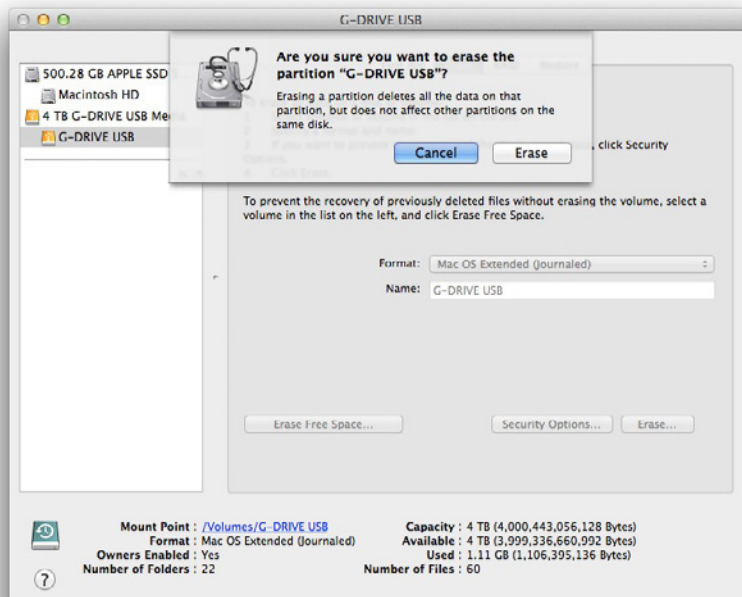 G-DRIVE USB
Are you sure you want to erase the
partition “G-DRIVE USB”?
Erasing a partition deletes all the data on that
partition, but does not affect other partitions on the
same disk.
Cancel
Erase
500.28 GB APPLE SSD
Macintosh HD
4 TB G-DRIVE USB Me
G-DRIVE USB
, click Security
To prevent the recovery of previously deleted files without erasing the volume, select a
volume in the list on the left, and click Erase Free Space.
Format: Mac OS Extended (Journaled)
Name: G-DRIVE USB
Erase Free Space...
Security Options...
Erase...
Mount Point : /Volumes/G-DRIVE USB
Format : Mac OS Extended (Journaled)
Owners Enabled : Yes
Number of Folders : 22
Capacity : 4 TB (4,000,443,056,128 Bytes)
Available : 4 TB (3,999,336,660,992 Bytes)
Used : 1.11 GB (1,106,395,136 Bytes)
Number of Files : 60
?